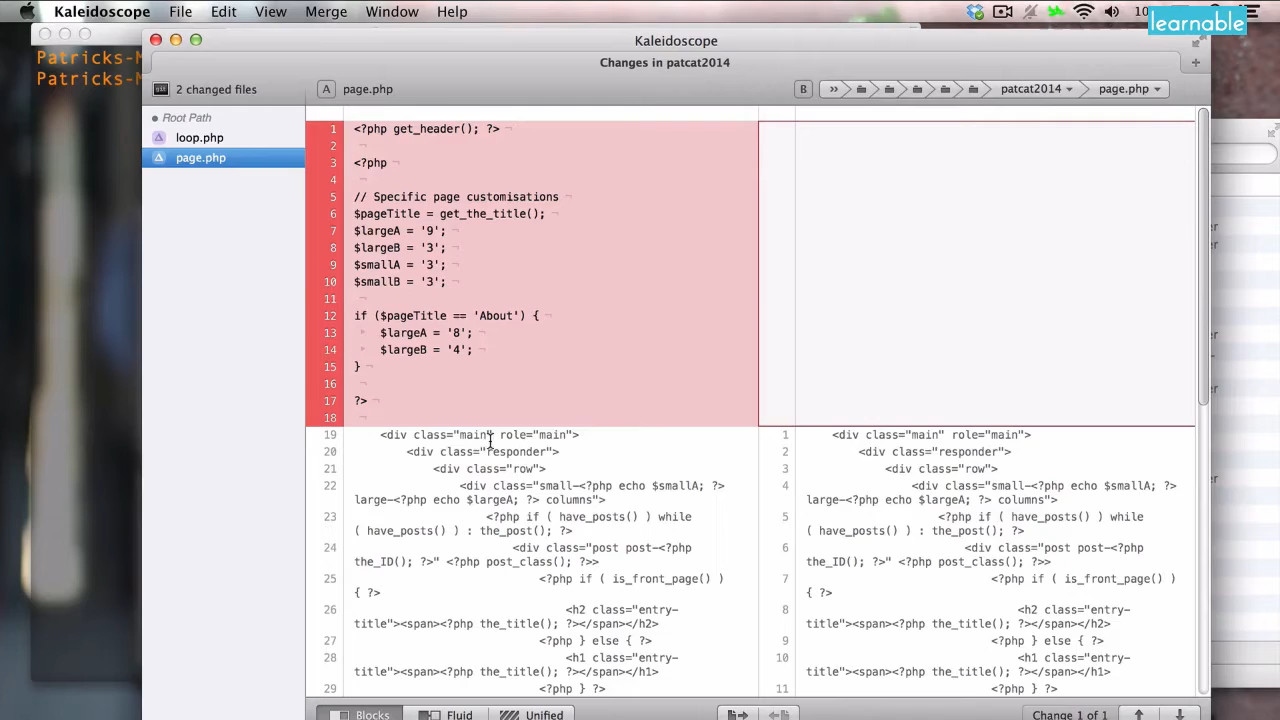 Kaleidoscope File Edit View Merge Window Help
learnable
Patricks-M
Patricks-M
Kaleidoscope
Changes in patcat2014
2 changed files
A page.php
B patcat2014 page.php
Root Path
loop.php
page.php
1 <?php get_header(); ?>
2
3 <?php
4
5 // Specific page customisations
6 $pageTitle = get_the_title();
7 $largeA = '9';
8 $largeB = '3';
9 $smallA = '3';
10 $smallB = '3';
11
12 if ($pageTitle == 'About') {
13 $largeA = '8';
14 $largeB = '4';
15 }
16
17 ?>
18
19 <div class="main" role="main">
20 <div class="responder">
21 <div class="row">
22 <div class="small-<?php echo $smallA; ?>
large-<?php echo $largeA; ?> columns">
23 <?php if ( have_posts() ) while
( have_posts() ) : the_post(); ?>
24 <div class="post post-<?php
the_ID(); ?>" <?php post_class(); ?>>
25 <?php if ( is_front_page() )
{ ?>
26 <h2 class="entry-
title"><span><?php the_title(); ?></span></h2>
27 <?php } else { ?>
28 <h1 class="entry-
title"><span><?php the_title(); ?></span></h1>
29 <?php } ?>
1 <div class="main" role="main">
2 <div class="responder">
3 <div class="row">
4 <div class="small-<?php echo $smallA; ?>
large-<?php echo $largeA; ?> columns">
5 <?php if ( have_posts() ) while
( have_posts() ) : the_post(); ?>
6 <div class="post post-<?php
the_ID(); ?>" <?php post_class(); ?>>
7 <?php if ( is_front_page() )
{ ?>
8 <h2 class="entry-
title"><span><?php the_title(); ?></span></h2>
9 <?php } else { ?>
10 <h1 class="entry-
title"><span><?php the_title(); ?></span></h1>
11 <?php } ?>
Blocks Fluid Unified
Change 1 of 1